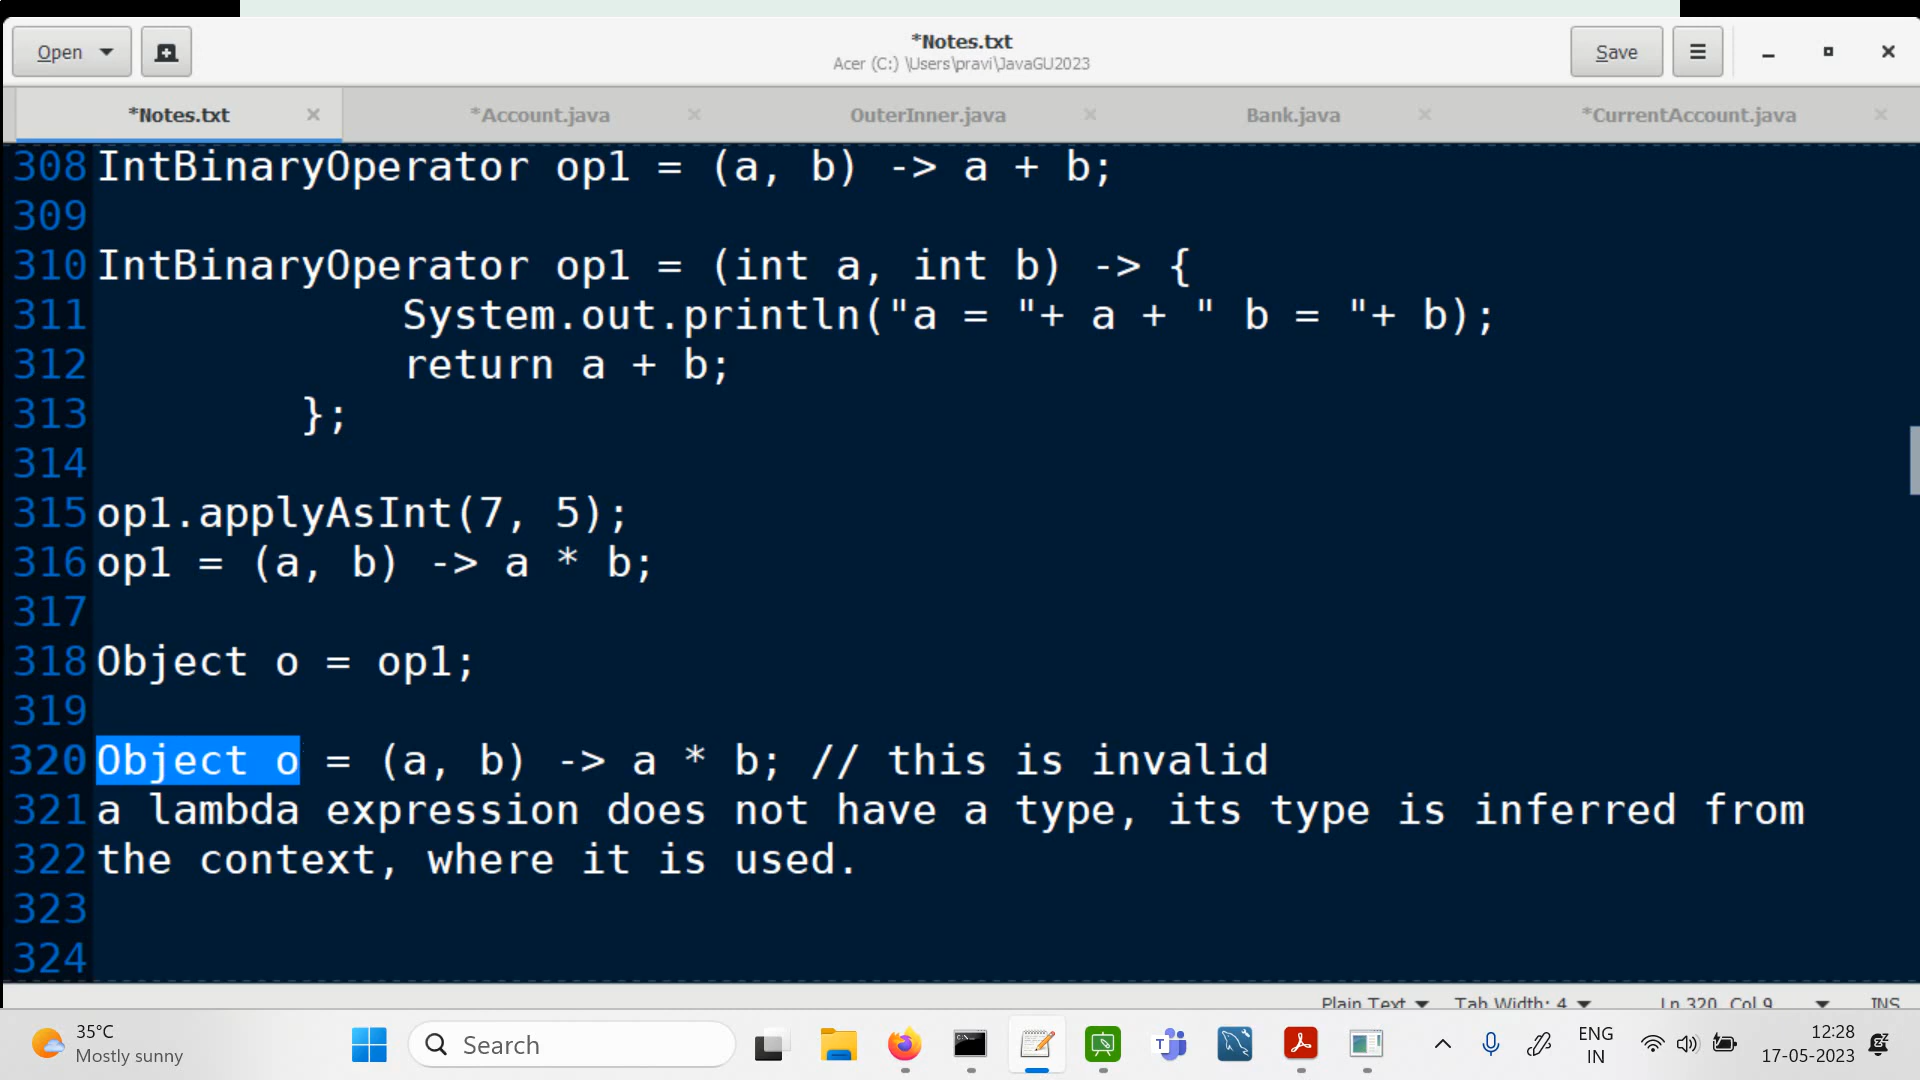 Open
*Notes.txt
Acer (C:) \Users\pravi\JavaGU2023
Save
*Notes.txt
*Account.java
OuterInner.java
Bank.java
*CurrentAccount.java
308 IntBinaryOperator op1 = (a, b) -> a + b;
309
310 IntBinaryOperator op1 = (int a, int b) -> {
311 System.out.println("a = "+ a + " b = "+ b);
312 return a + b;
313 };
314
315 op1.applyAsInt(7, 5);
316 op1 = (a, b) -> a * b;
317
318 Object o = op1;
319
320 Object o = (a, b) -> a * b; // this is invalid
321 a lambda expression does not have a type, its type is inferred from
322 the context, where it is used.
323
324
Plain Text Tab Width: 4 Ln 320, Col 9 INS
35°C
Mostly sunny
Search
ENG
IN
12:28
17-05-2023